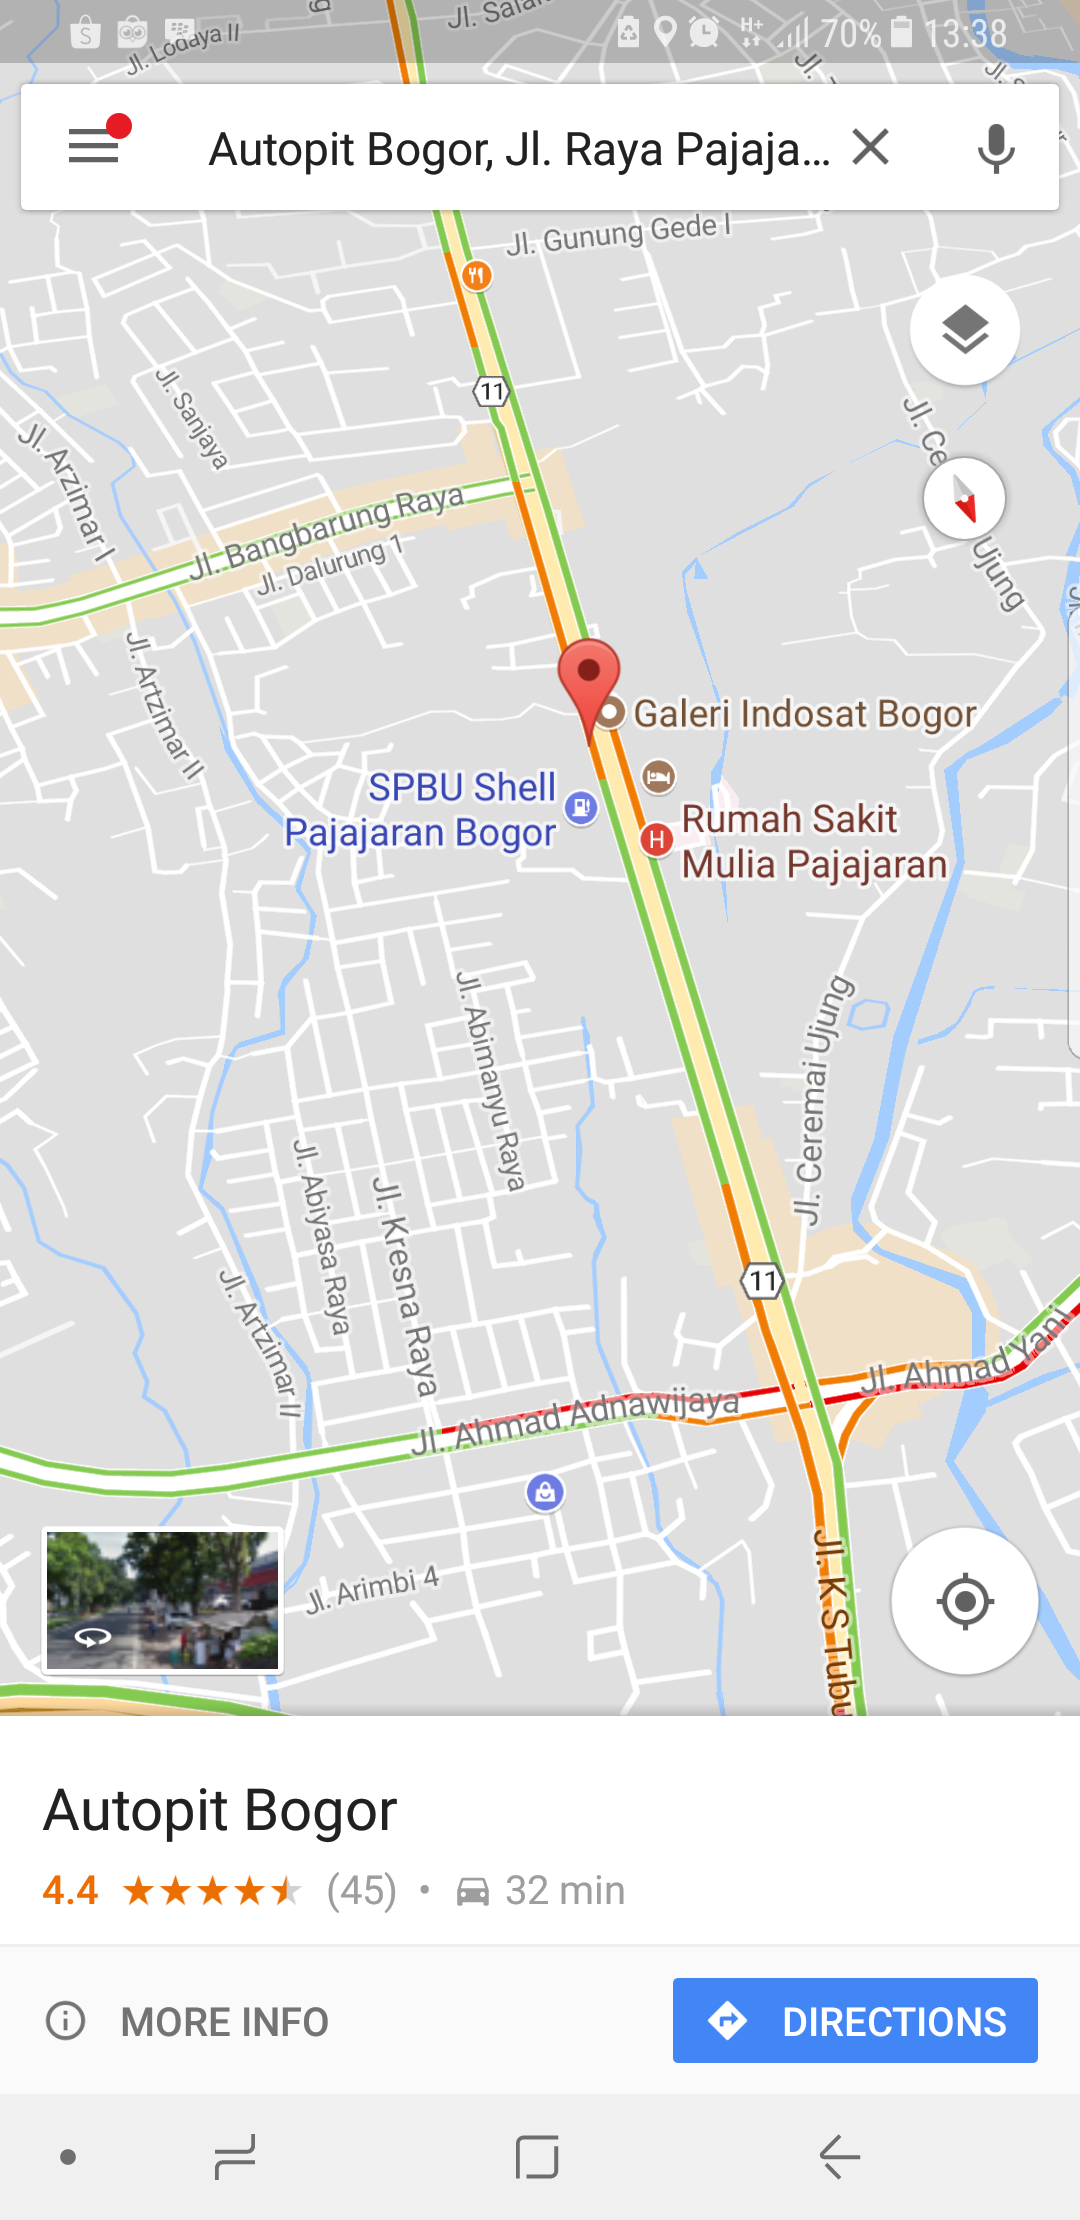 Jl. Lodaya II
H+
70%
13:38
Autopit Bogor, Jl. Raya Pajaja...
Jl. Gunung Gede I
11
Jl. Sanjaya
Jl. Arzimar I
Jl. Ce
Ujung
Jl. Bangbarung Raya
Jl. Dalurung 1
Jl. Artzimar II
Galeri Indosat Bogor
SPBU Shell
Pajajaran Bogor
H
Rumah Sakit
Mulia Pajajaran
Jl. Abimanyu Raya
Jl. Ceremai Ujung
Jl. Abiyasa Raya
Jl. Kresna Raya
11
Jl. Artzimar II
Jl. Ahmad Yani
Jl. Ahmad Adnawijaya
Jl. Arimbi 4
Jl. K S Tubu
Autopit Bogor
4.4 ★★★★★ (45) • 32 min
MORE INFO
DIRECTIONS